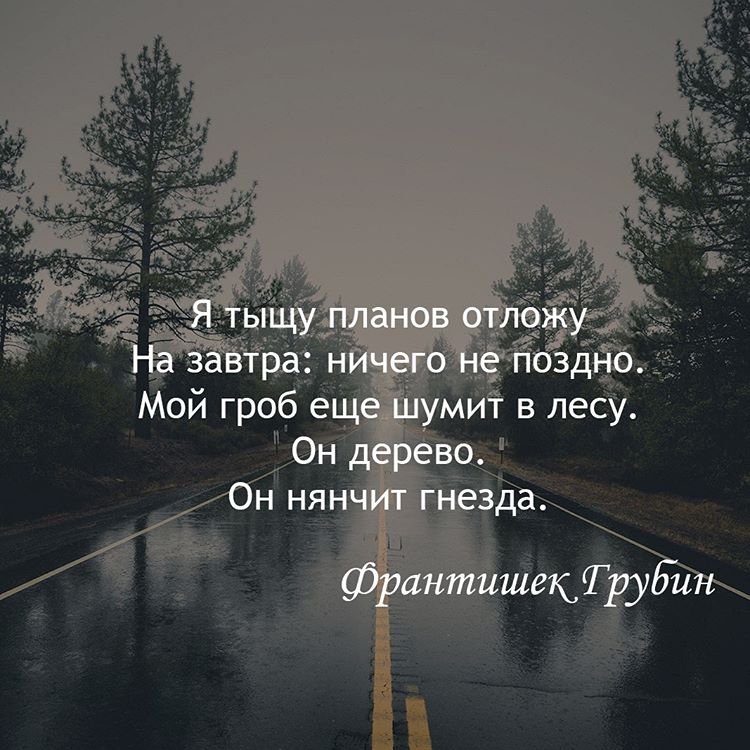 Я тыщу планов отложу
На завтра: ничего не поздно.
Мой гроб еще шумит в лесу.
Он дерево.
Он нянчит гнезда.
Франтишек Грубин